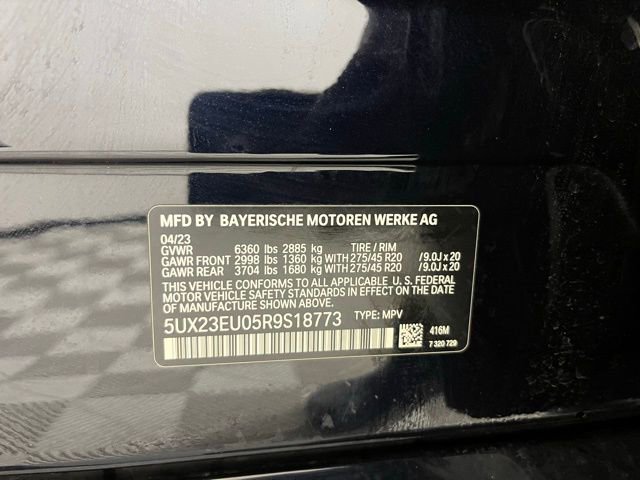 MFD BY BAYERISCHE MOTOREN WERKE AG
04/23
GVWR 6360 lbs 2885 kg TIRE / RIM
GAWR FRONT 2998 lbs 1360 kg WITH 275/45 R20 /9.0J x 20
GAWR REAR 3704 lbs 1680 kg WITH 275/45 R20 /9.0J x 20
THIS VEHICLE CONFORMS TO ALL APPLICABLE U. S. FEDERAL
MOTOR VEHICLE SAFETY STANDARDS IN EFFECT ON THE DATE
OF MANUFACTURE SHOWN ABOVE.
5UX23EU05R9S18773 TYPE: MPV
416M
7 320 729